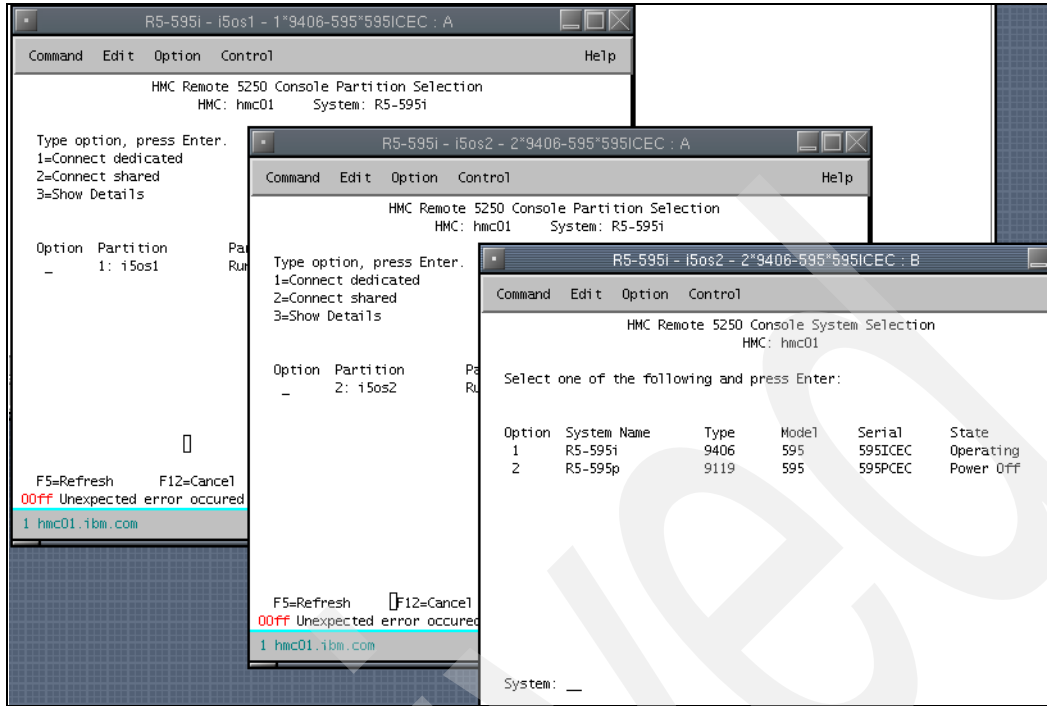 R5-595i - i5os1 - 1*9406-595*595ICEC : A
Command Edit Option Control Help
HMC Remote 5250 Console Partition Selection
HMC: hmc01 System: R5-595i
Type option, press Enter.
1=Connect dedicated
2=Connect shared
3=Show Details
Option Partition Pa
_ 1: i5os1 Run
F5=Refresh F12=Cancel
00ff Unexpected error occured
1 hmc01.ibm.com
R5-595i - i5os2 - 2*9406-595*595ICEC : A
Command Edit Option Control Help
HMC Remote 5250 Console Partition Selection
HMC: hmc01 System: R5-595i
Type option, press Enter.
1=Connect dedicated
2=Connect shared
3=Show Details
Option Partition Pa
_ 2: i5os2 Ru
F5=Refresh F12=Cancel
00ff Unexpected error occured
1 hmc01.ibm.com
R5-595i - i5os2 - 2*9406-595*595ICEC : B
Command Edit Option Control
HMC Remote 5250 Console System Selection
HMC: hmc01
Select one of the following and press Enter:
Option System Name Type Model Serial State
1 R5-595i 9406 595 595ICEC Operating
2 R5-595p 9119 595 595PCEC Power Off
System: __